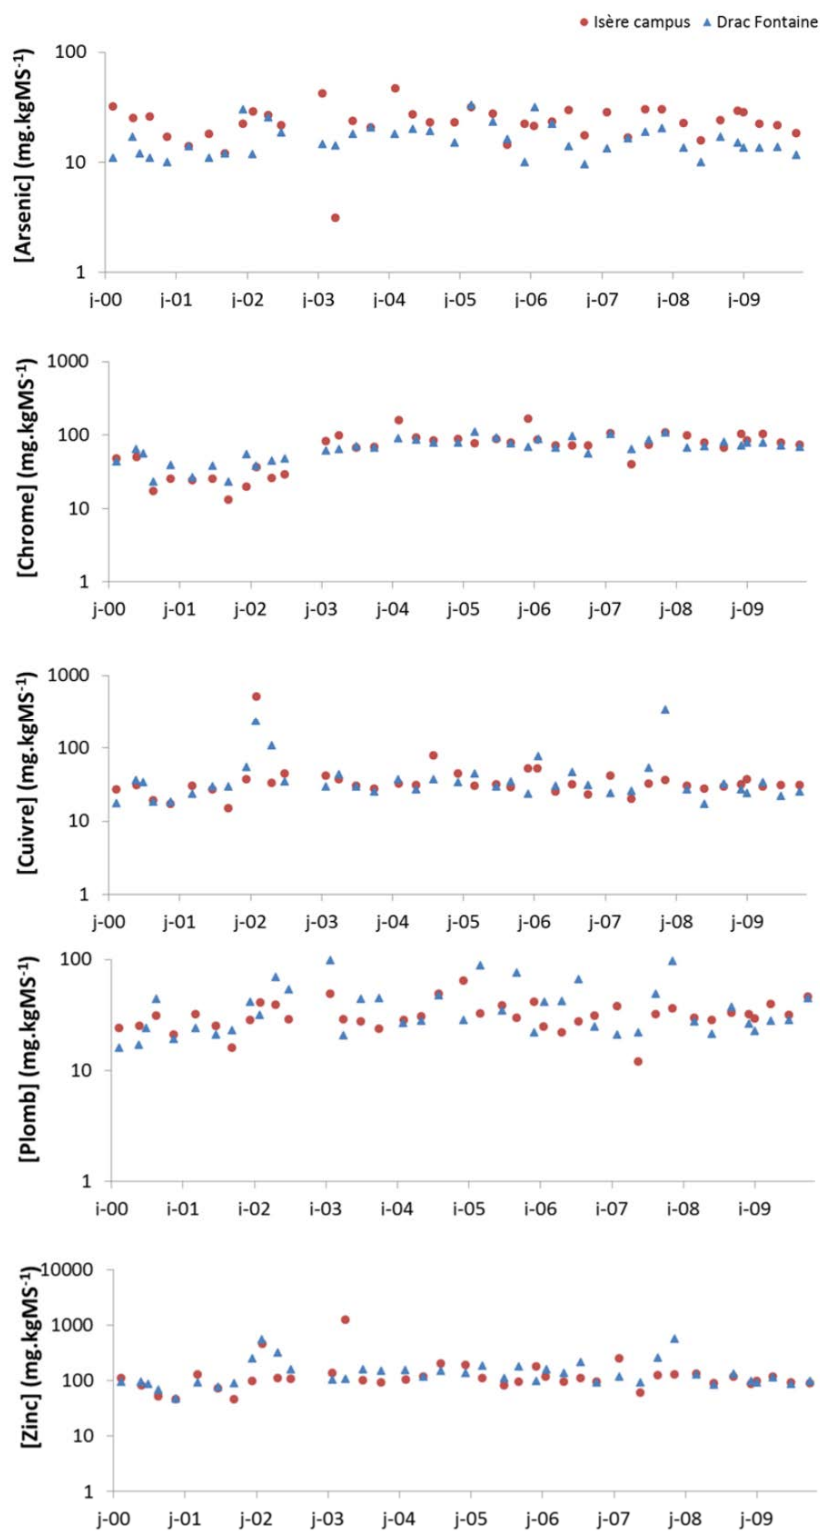 Isère campus Drac Fontaine
[Arsenic] (mg.kgMS-1)
100
10
1
j-00 j-01 j-02 j-03 j-04 j-05 j-06 j-07 j-08 j-09
[Chrome] (mg.kgMS-1)
1000
100
10
1
j-00 j-01 j-02 j-03 j-04 j-05 j-06 j-07 j-08 j-09
[Cuivre] (mg.kgMS-1)
1000
100
10
1
j-00 j-01 j-02 j-03 j-04 j-05 j-06 j-07 j-08 j-09
[Plomb] (mg.kgMS-1)
100
10
1
j-00 j-01 j-02 j-03 j-04 j-05 j-06 j-07 j-08 j-09
[Zinc] (mg.kgMS-1)
10000
1000
100
10
1
j-00 j-01 j-02 j-03 j-04 j-05 j-06 j-07 j-08 j-09